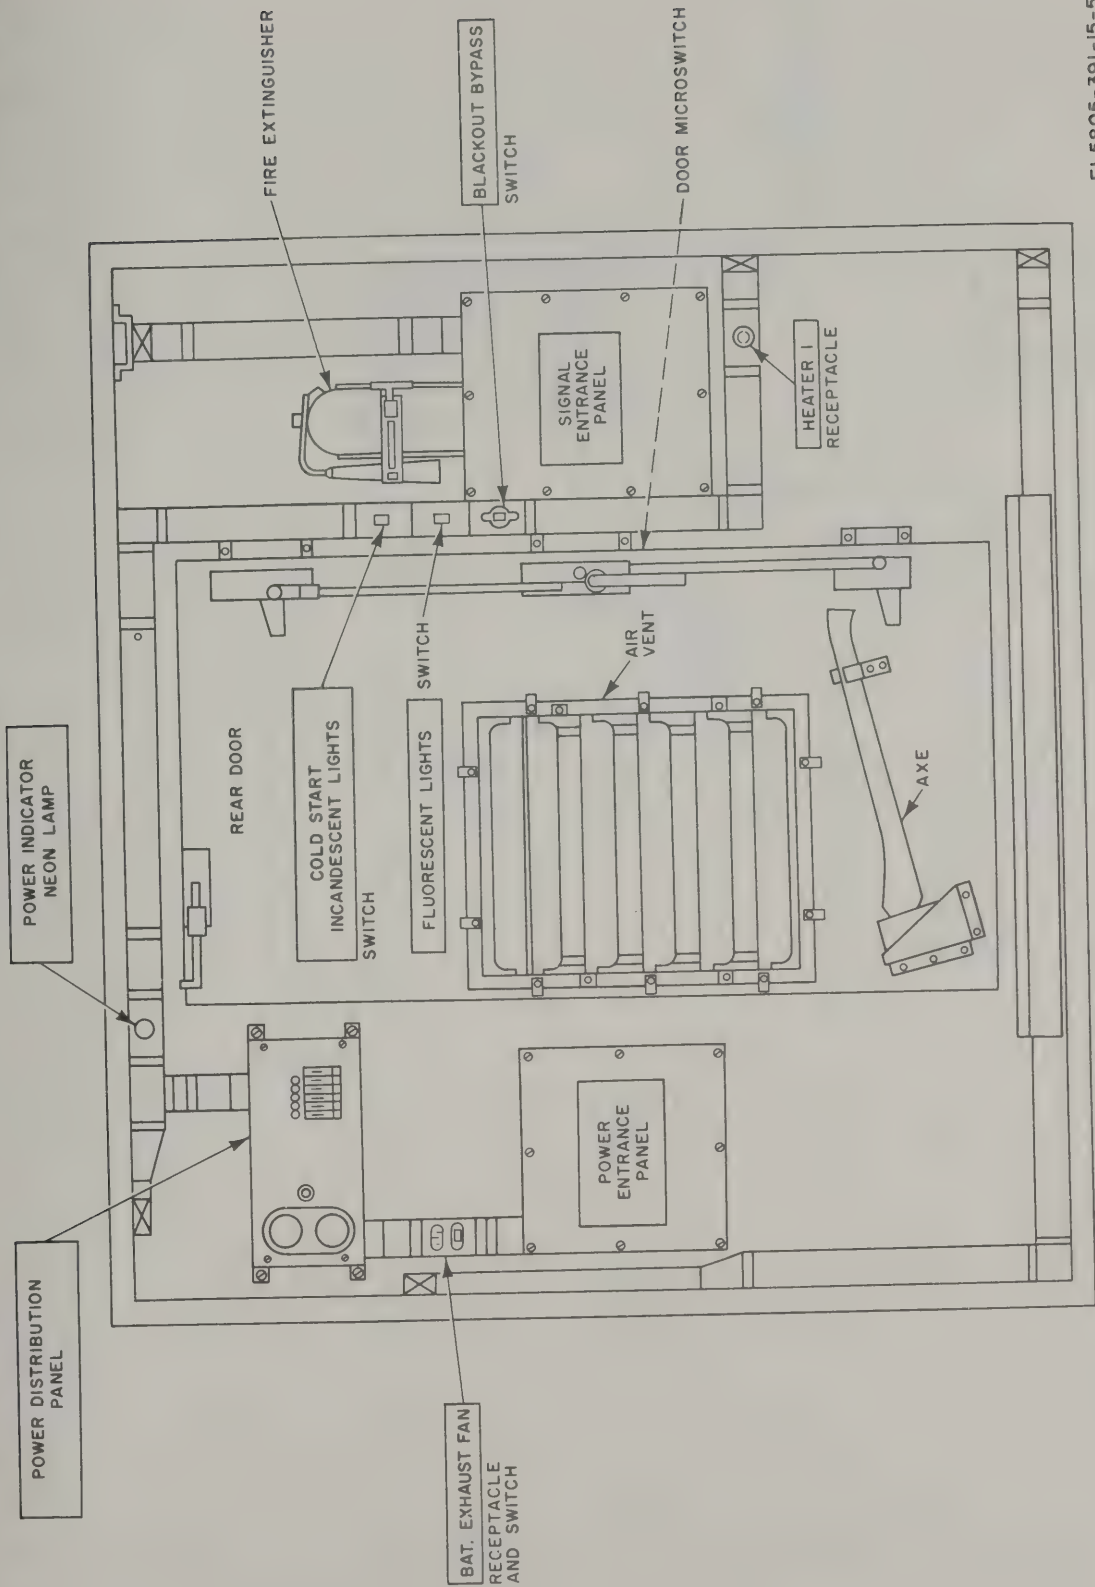 POWER DISTRIBUTION
PANEL
POWER INDICATOR
NEON LAMP
REAR DOOR
FIRE EXTINGUISHER
COLD START
INCANDESCENT LIGHTS
SWITCH
FLUORESCENT LIGHTS SWITCH
BAT. EXHAUST FAN
RECEPTACLE
AND SWITCH
BLACKOUT BYPASS
SWITCH
POWER
ENTRANCE
PANEL
AIR
VENT
SIGNAL
ENTRANCE
PANEL
DOOR MICROSWITCH
HEATER 1
RECEPTACLE
AXE